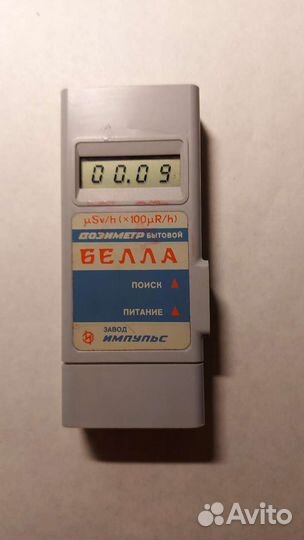 00.09
μSv/h (×100μR/h)
ДОЗИМЕТР БЫТОВОЙ
БЕЛЛА
ПОИСК ▲
ПИТАНИЕ ▲
ЗАВОД
ИМПУЛЬС
Avito